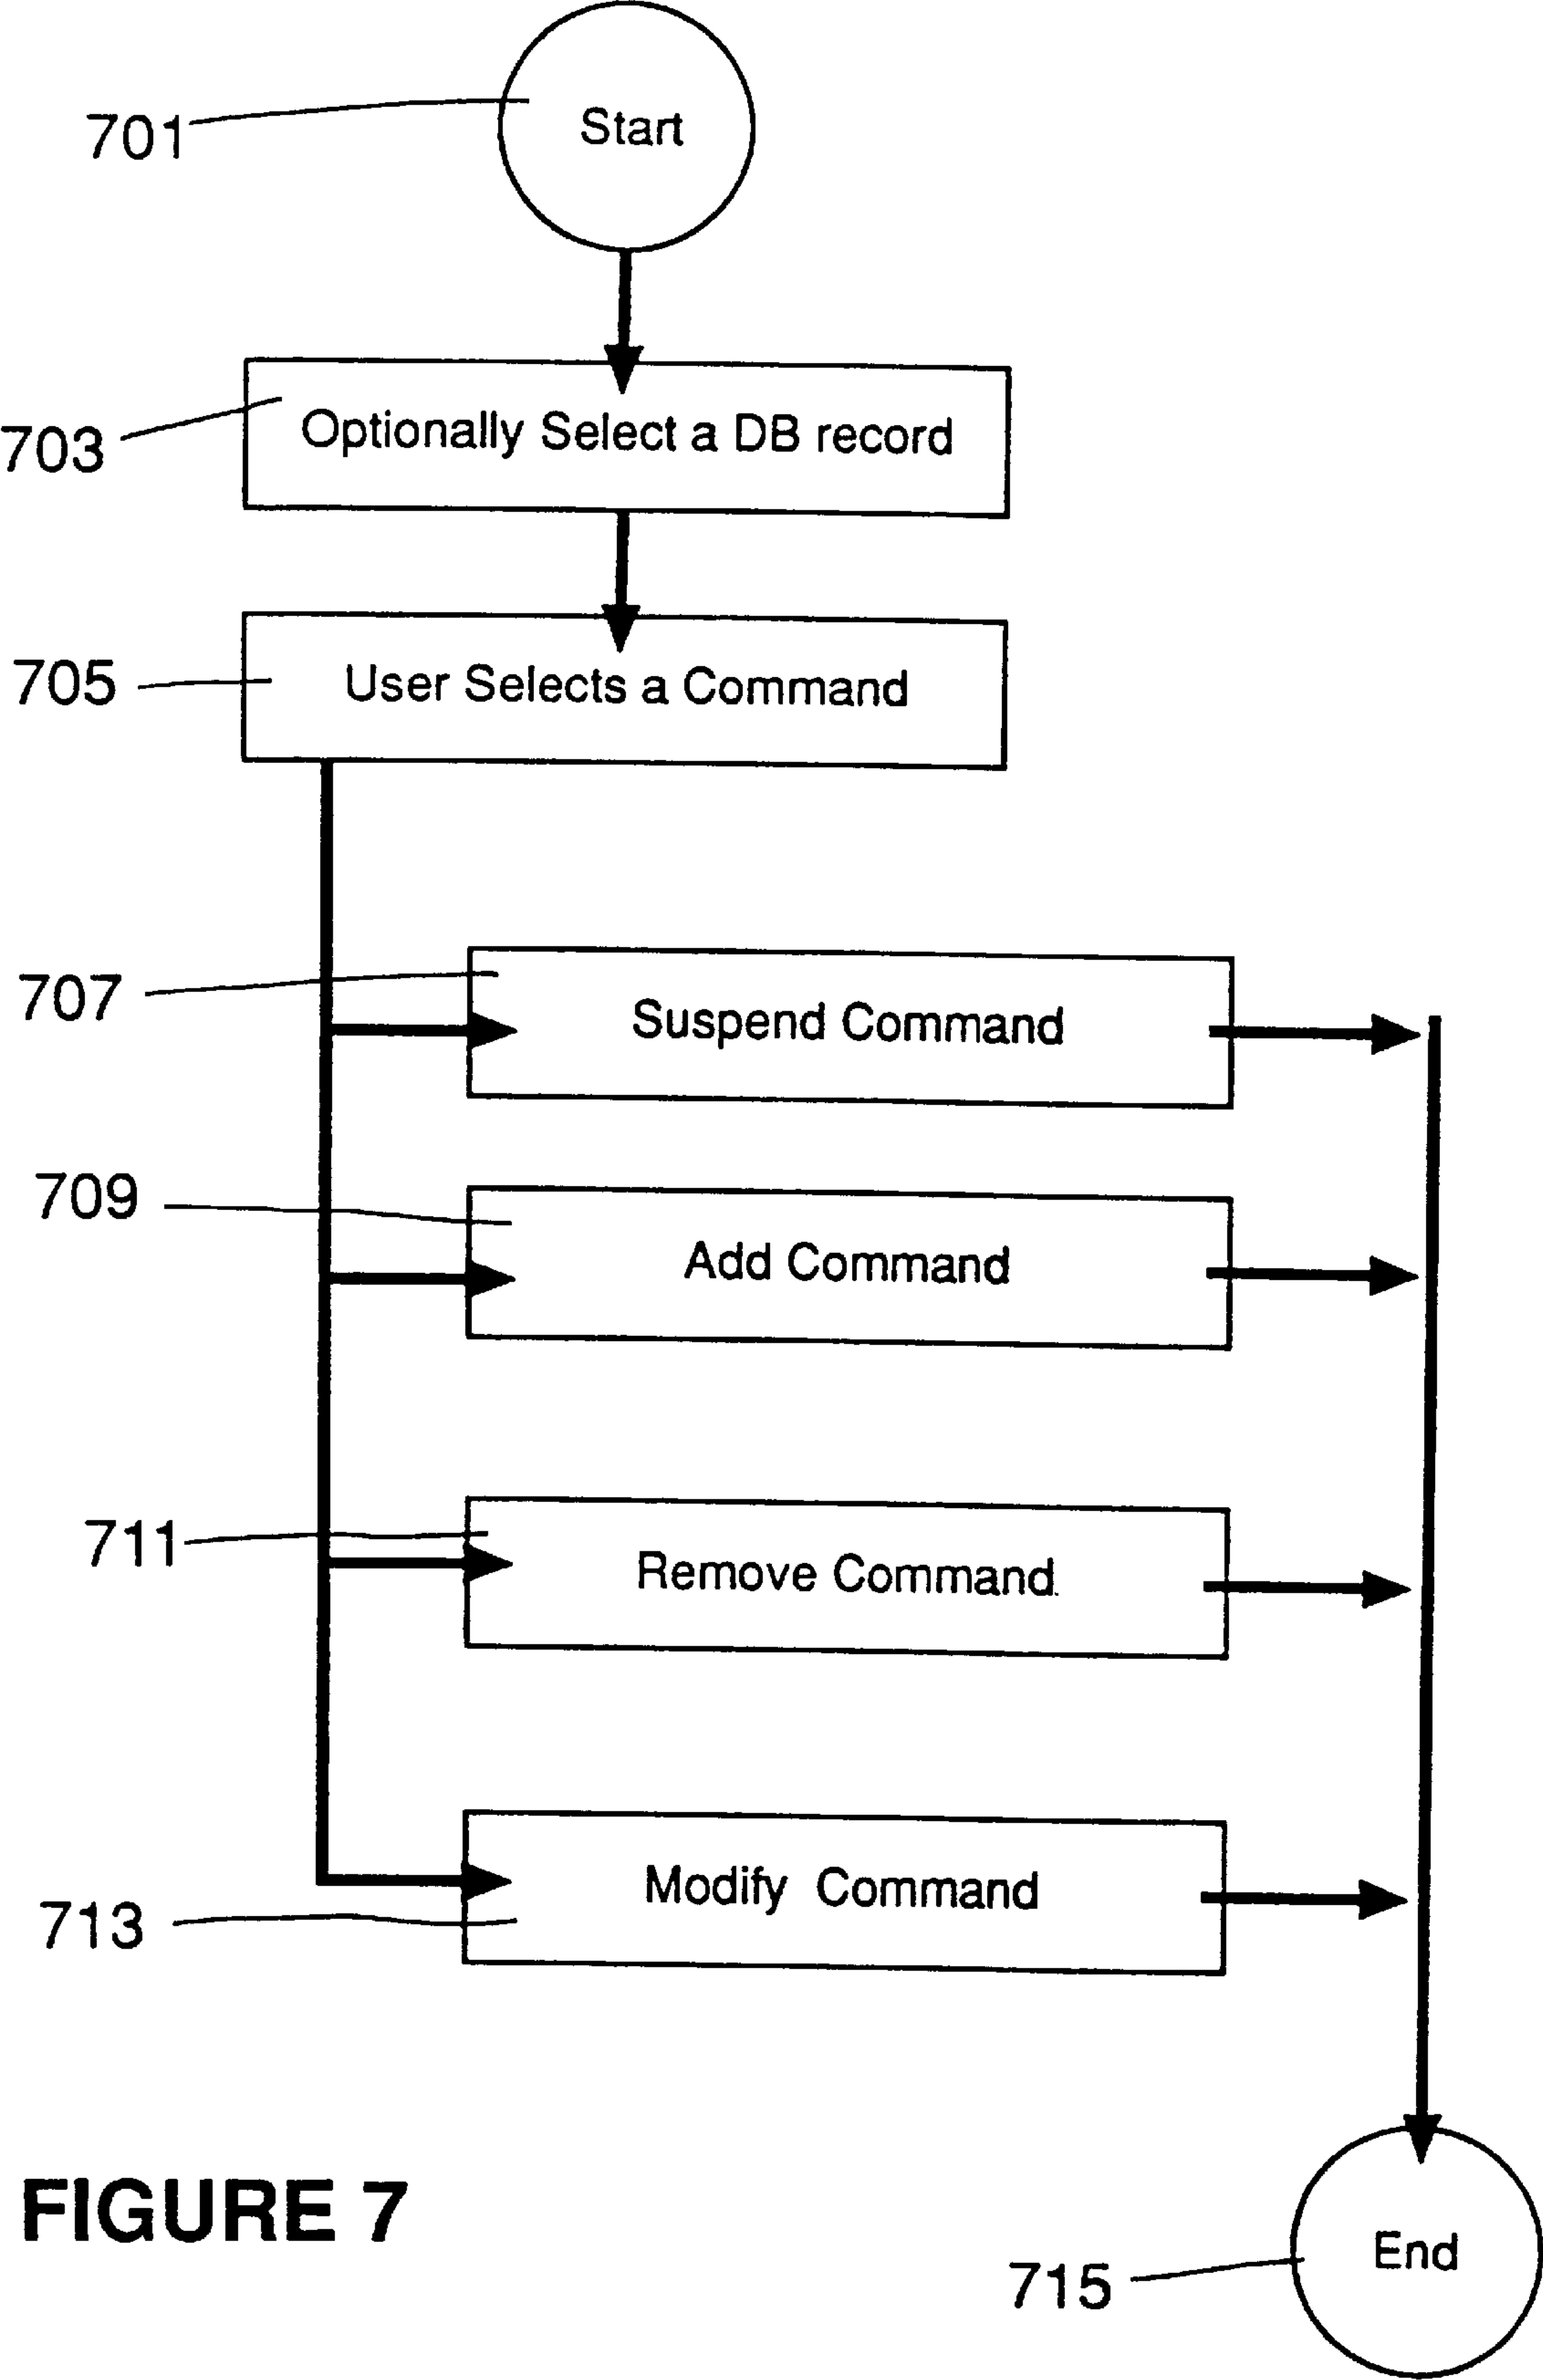 701
Start
703
Optionally Select a DB record
705
User Selects a Command
707
Suspend Command
709
Add Command
711
Remove Command.
713
Modify Command
FIGURE 7
715
End